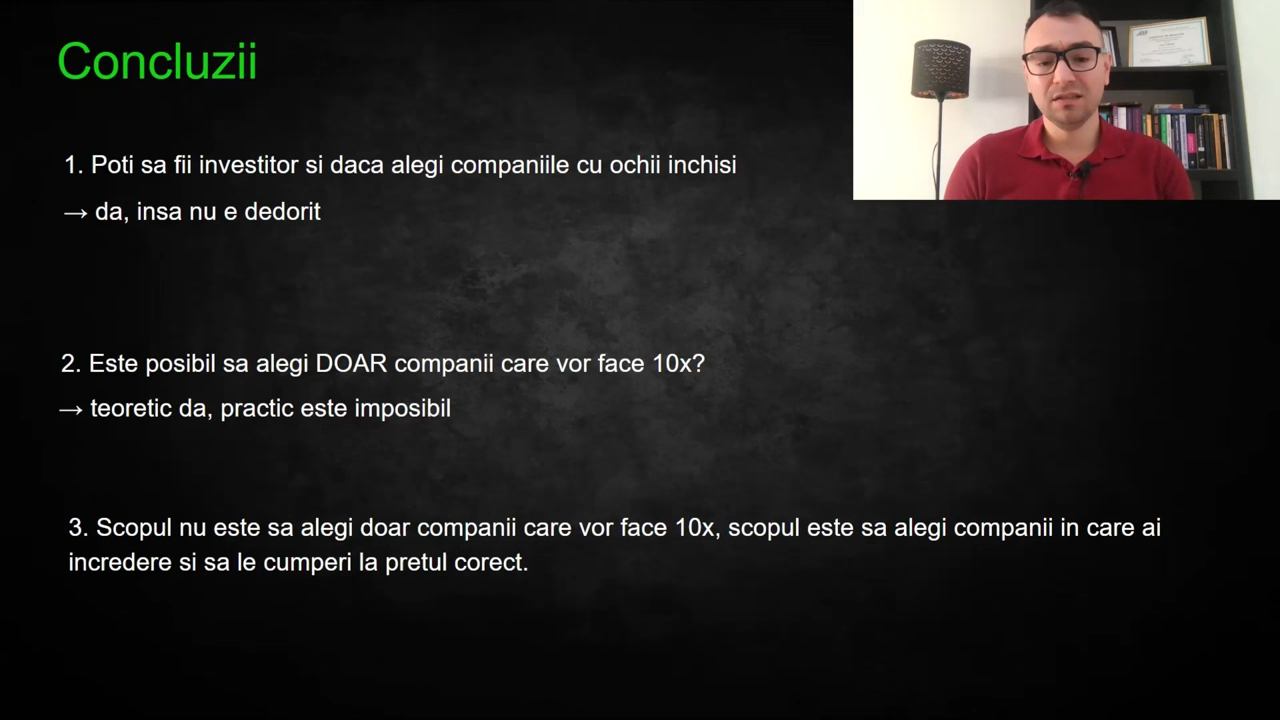 Concluzii
1. Poti sa fii investitor si daca alegi companiile cu ochii inchisi
→ da, insa nu e dedorit
2. Este posibil sa alegi DOAR companii care vor face 10x?
→ teoretic da, practic este imposibil
3. Scopul nu este sa alegi doar companii care vor face 10x, scopul este sa alegi companii in care ai
incredere si sa le cumperi la pretul corect.